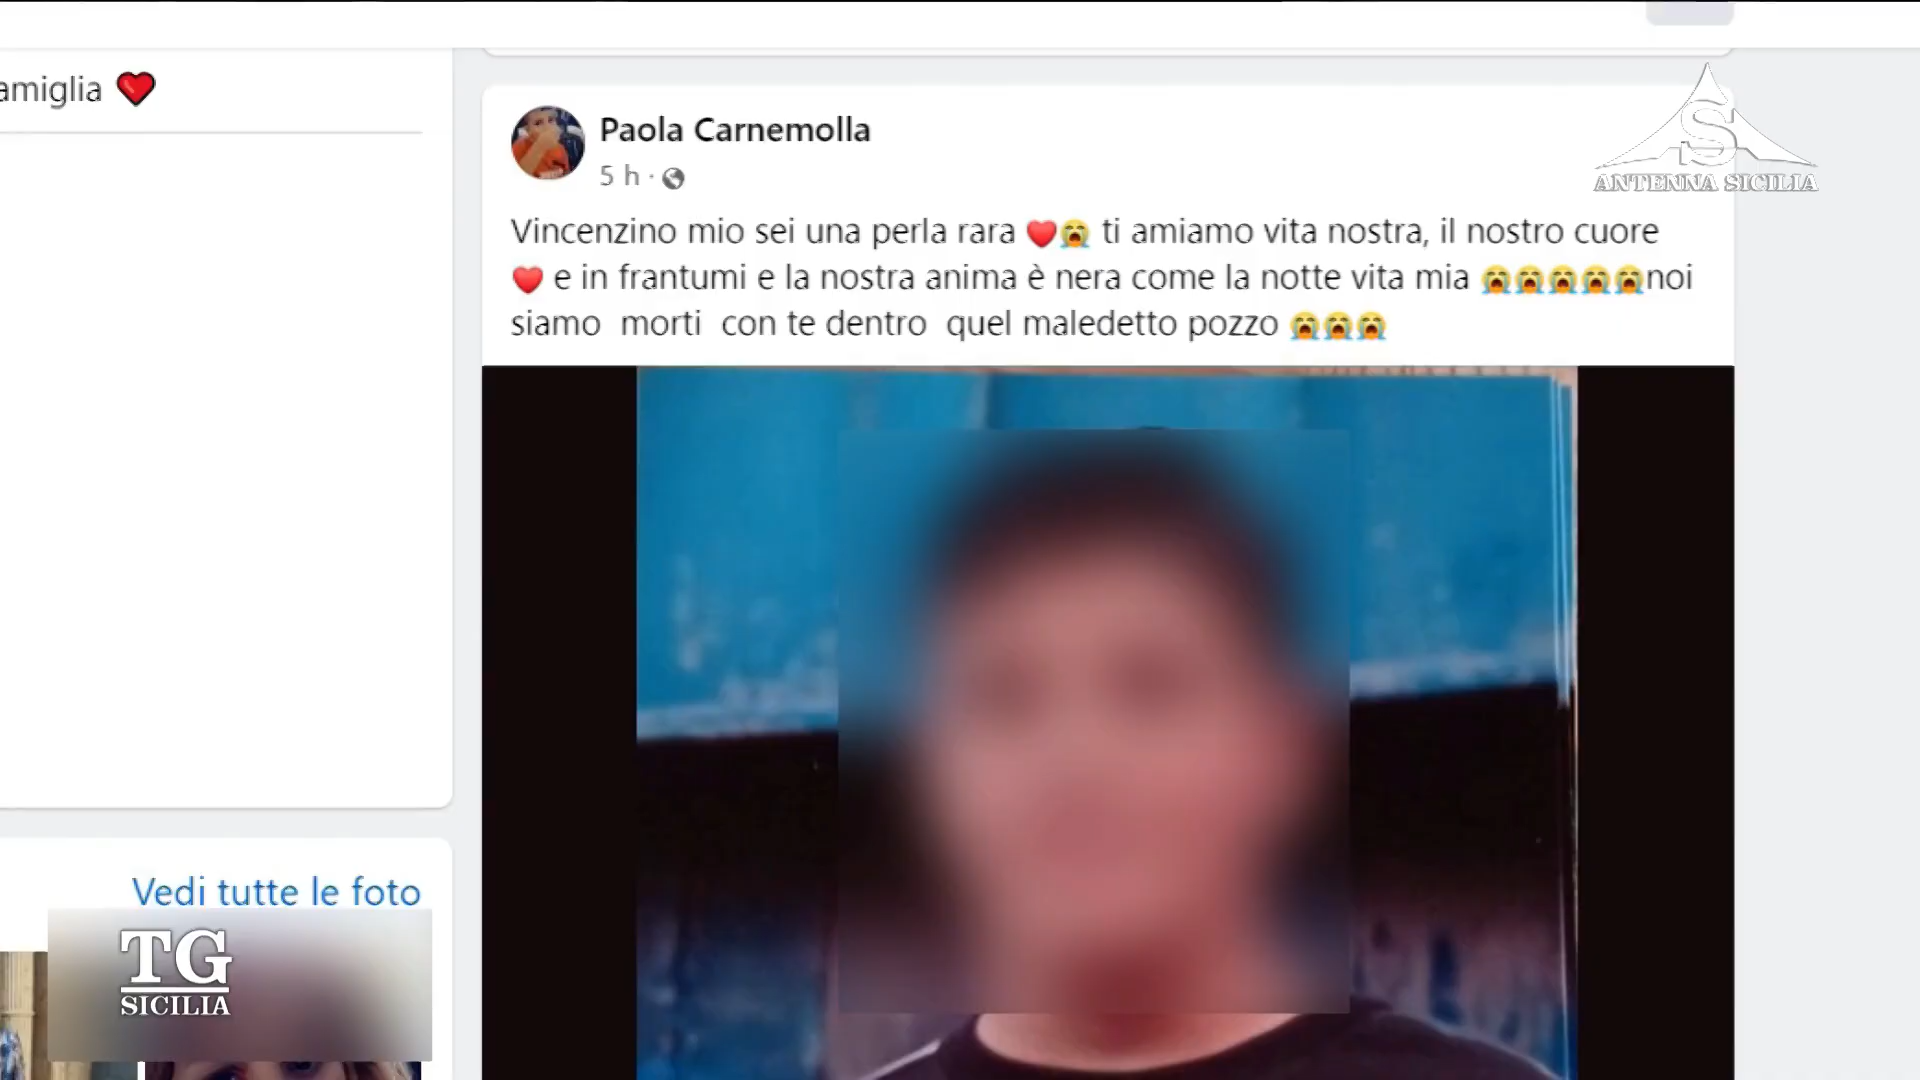 amiglia ❤️
Paola Carnemolla
5 h ·
ANTENNA SICILIA
Vincenzino mio sei una perla rara ❤️😭 ti amiamo vita nostra, il nostro cuore
❤️ e in frantumi e la nostra anima è nera come la notte vita mia 😭😭😭😭😭noi
siamo morti con te dentro quel maledetto pozzo 😭😭😭
Vedi tutte le foto
TG
SICILIA